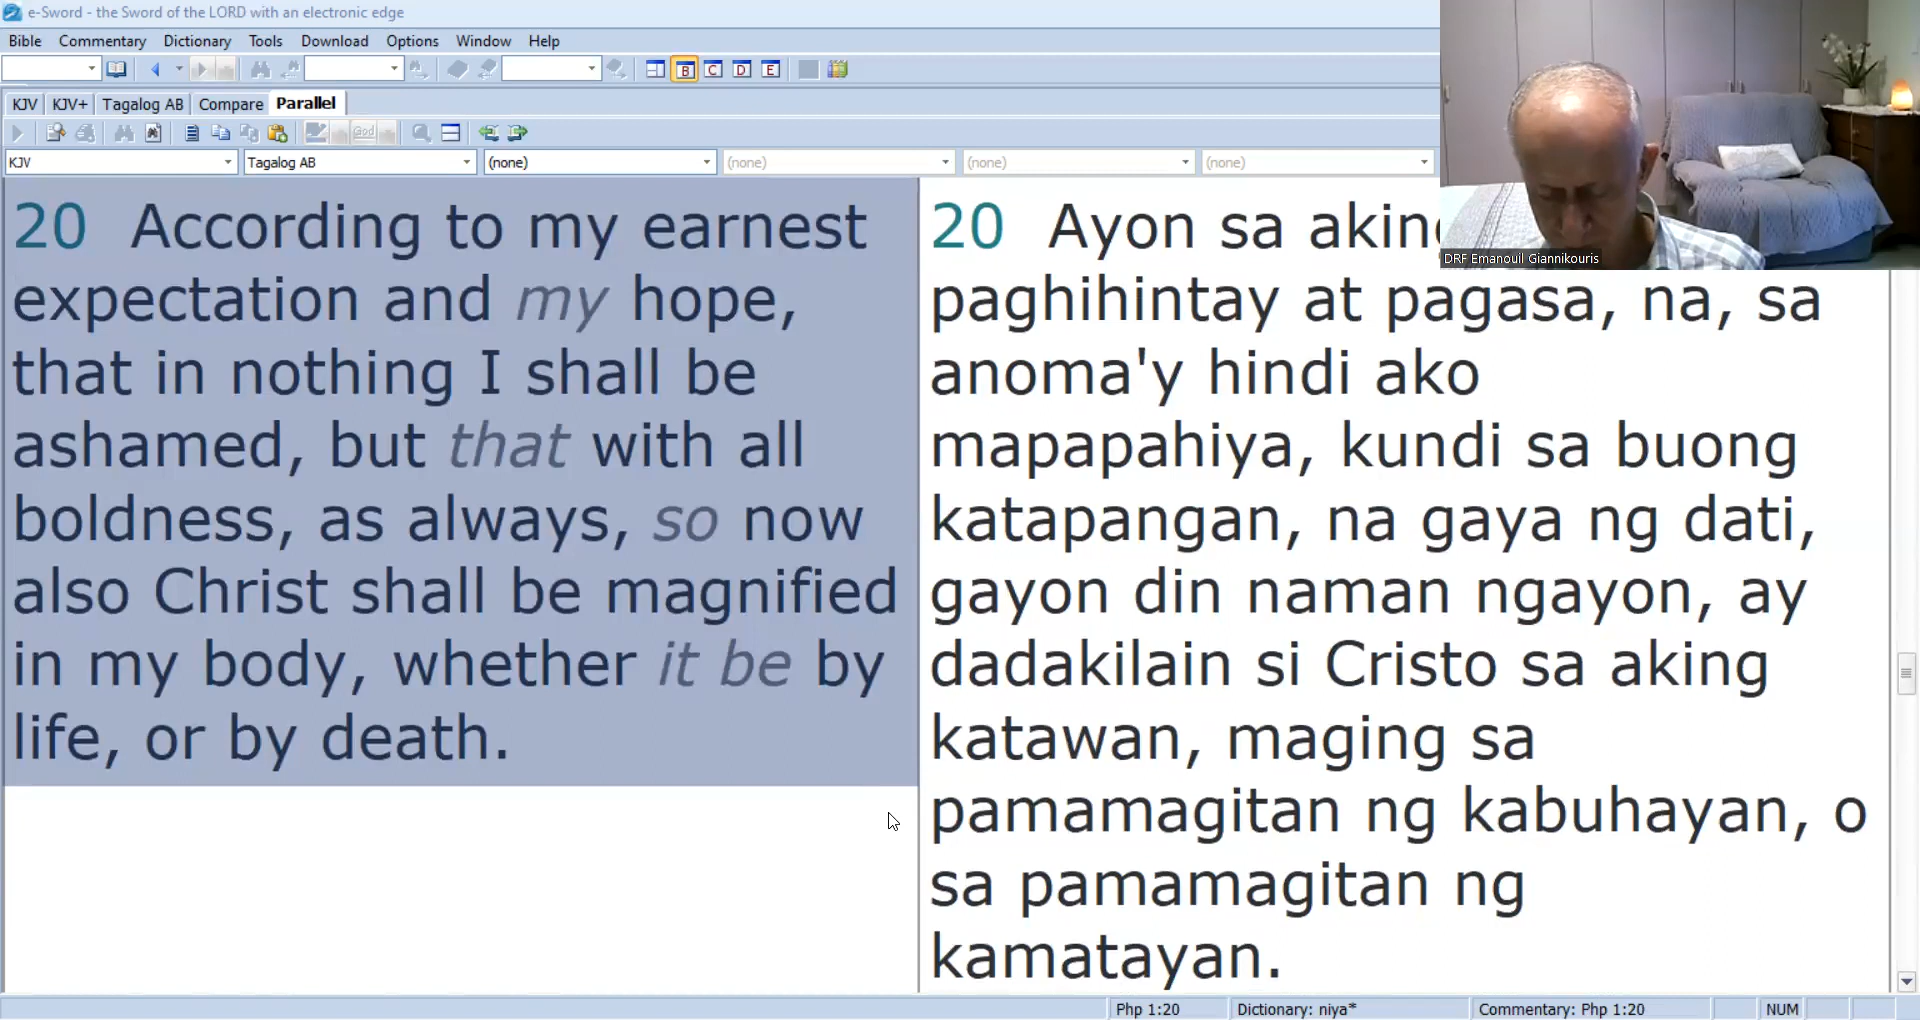 e-Sword - the Sword of the LORD with an electronic edge
Bible Commentary Dictionary Tools Download Options Window Help
B C D E
KJV KJV+ Tagalog AB Compare Parallel
God
KJV Tagalog AB (none) (none) (none) (none)
20 According to my earnest
expectation and my hope,
that in nothing I shall be
ashamed, but that with all
boldness, as always, so now
also Christ shall be magnified
in my body, whether it be by
life, or by death.
20 Ayon sa aking
paghihintay at pagasa, na, sa
anoma'y hindi ako
mapapahiya, kundi sa buong
katapangan, na gaya ng dati,
gayon din naman ngayon, ay
dadakilain si Cristo sa aking
katawan, maging sa
pamamagitan ng kabuhayan, o
sa pamamagitan ng
kamatayan.
DRF Emanouil Giannikouris
Php 1:20 Dictionary: niya* Commentary: Php 1:20 NUM